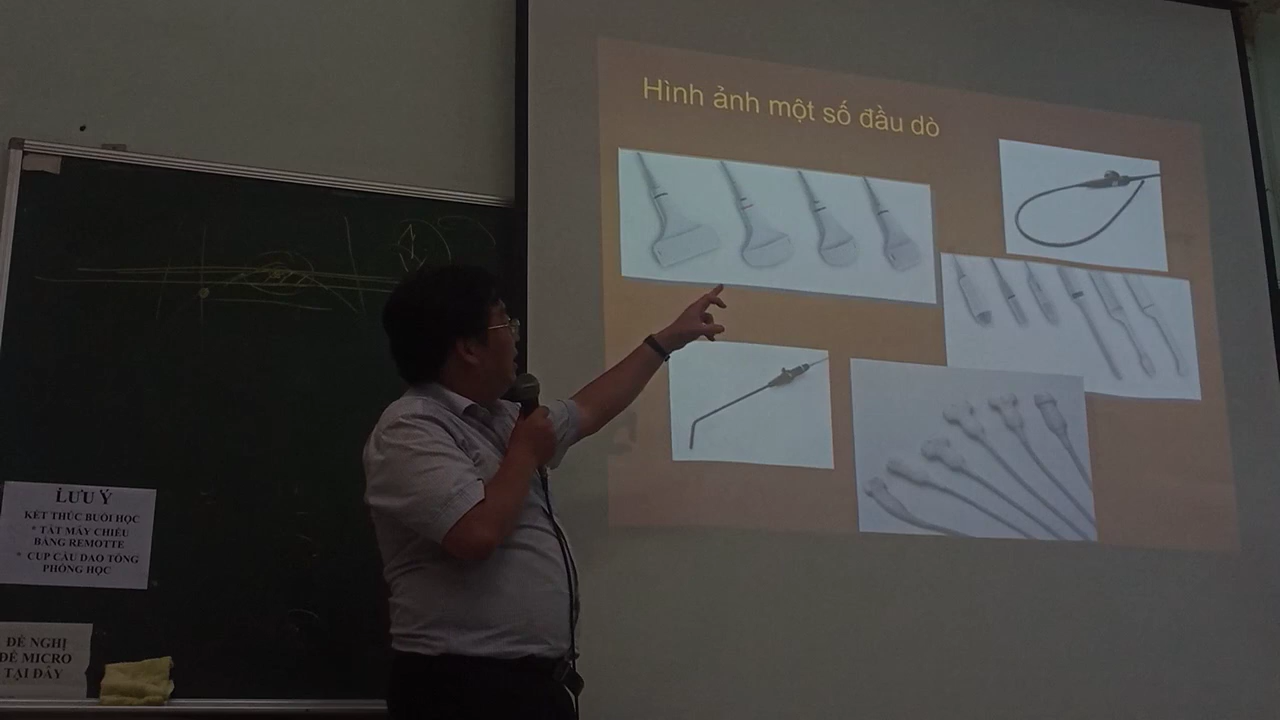 Hình ảnh một số đầu dò
LƯU Ý
KẾT THÚC BUỔI HỌC
* TẮT MÁY CHIẾU
BẰNG REMOTTE
* CUP CẦU DAO TỔNG
PHÒNG HỌC
ĐỀ NGHỊ
ĐỂ MICRO
TẠI ĐÂY